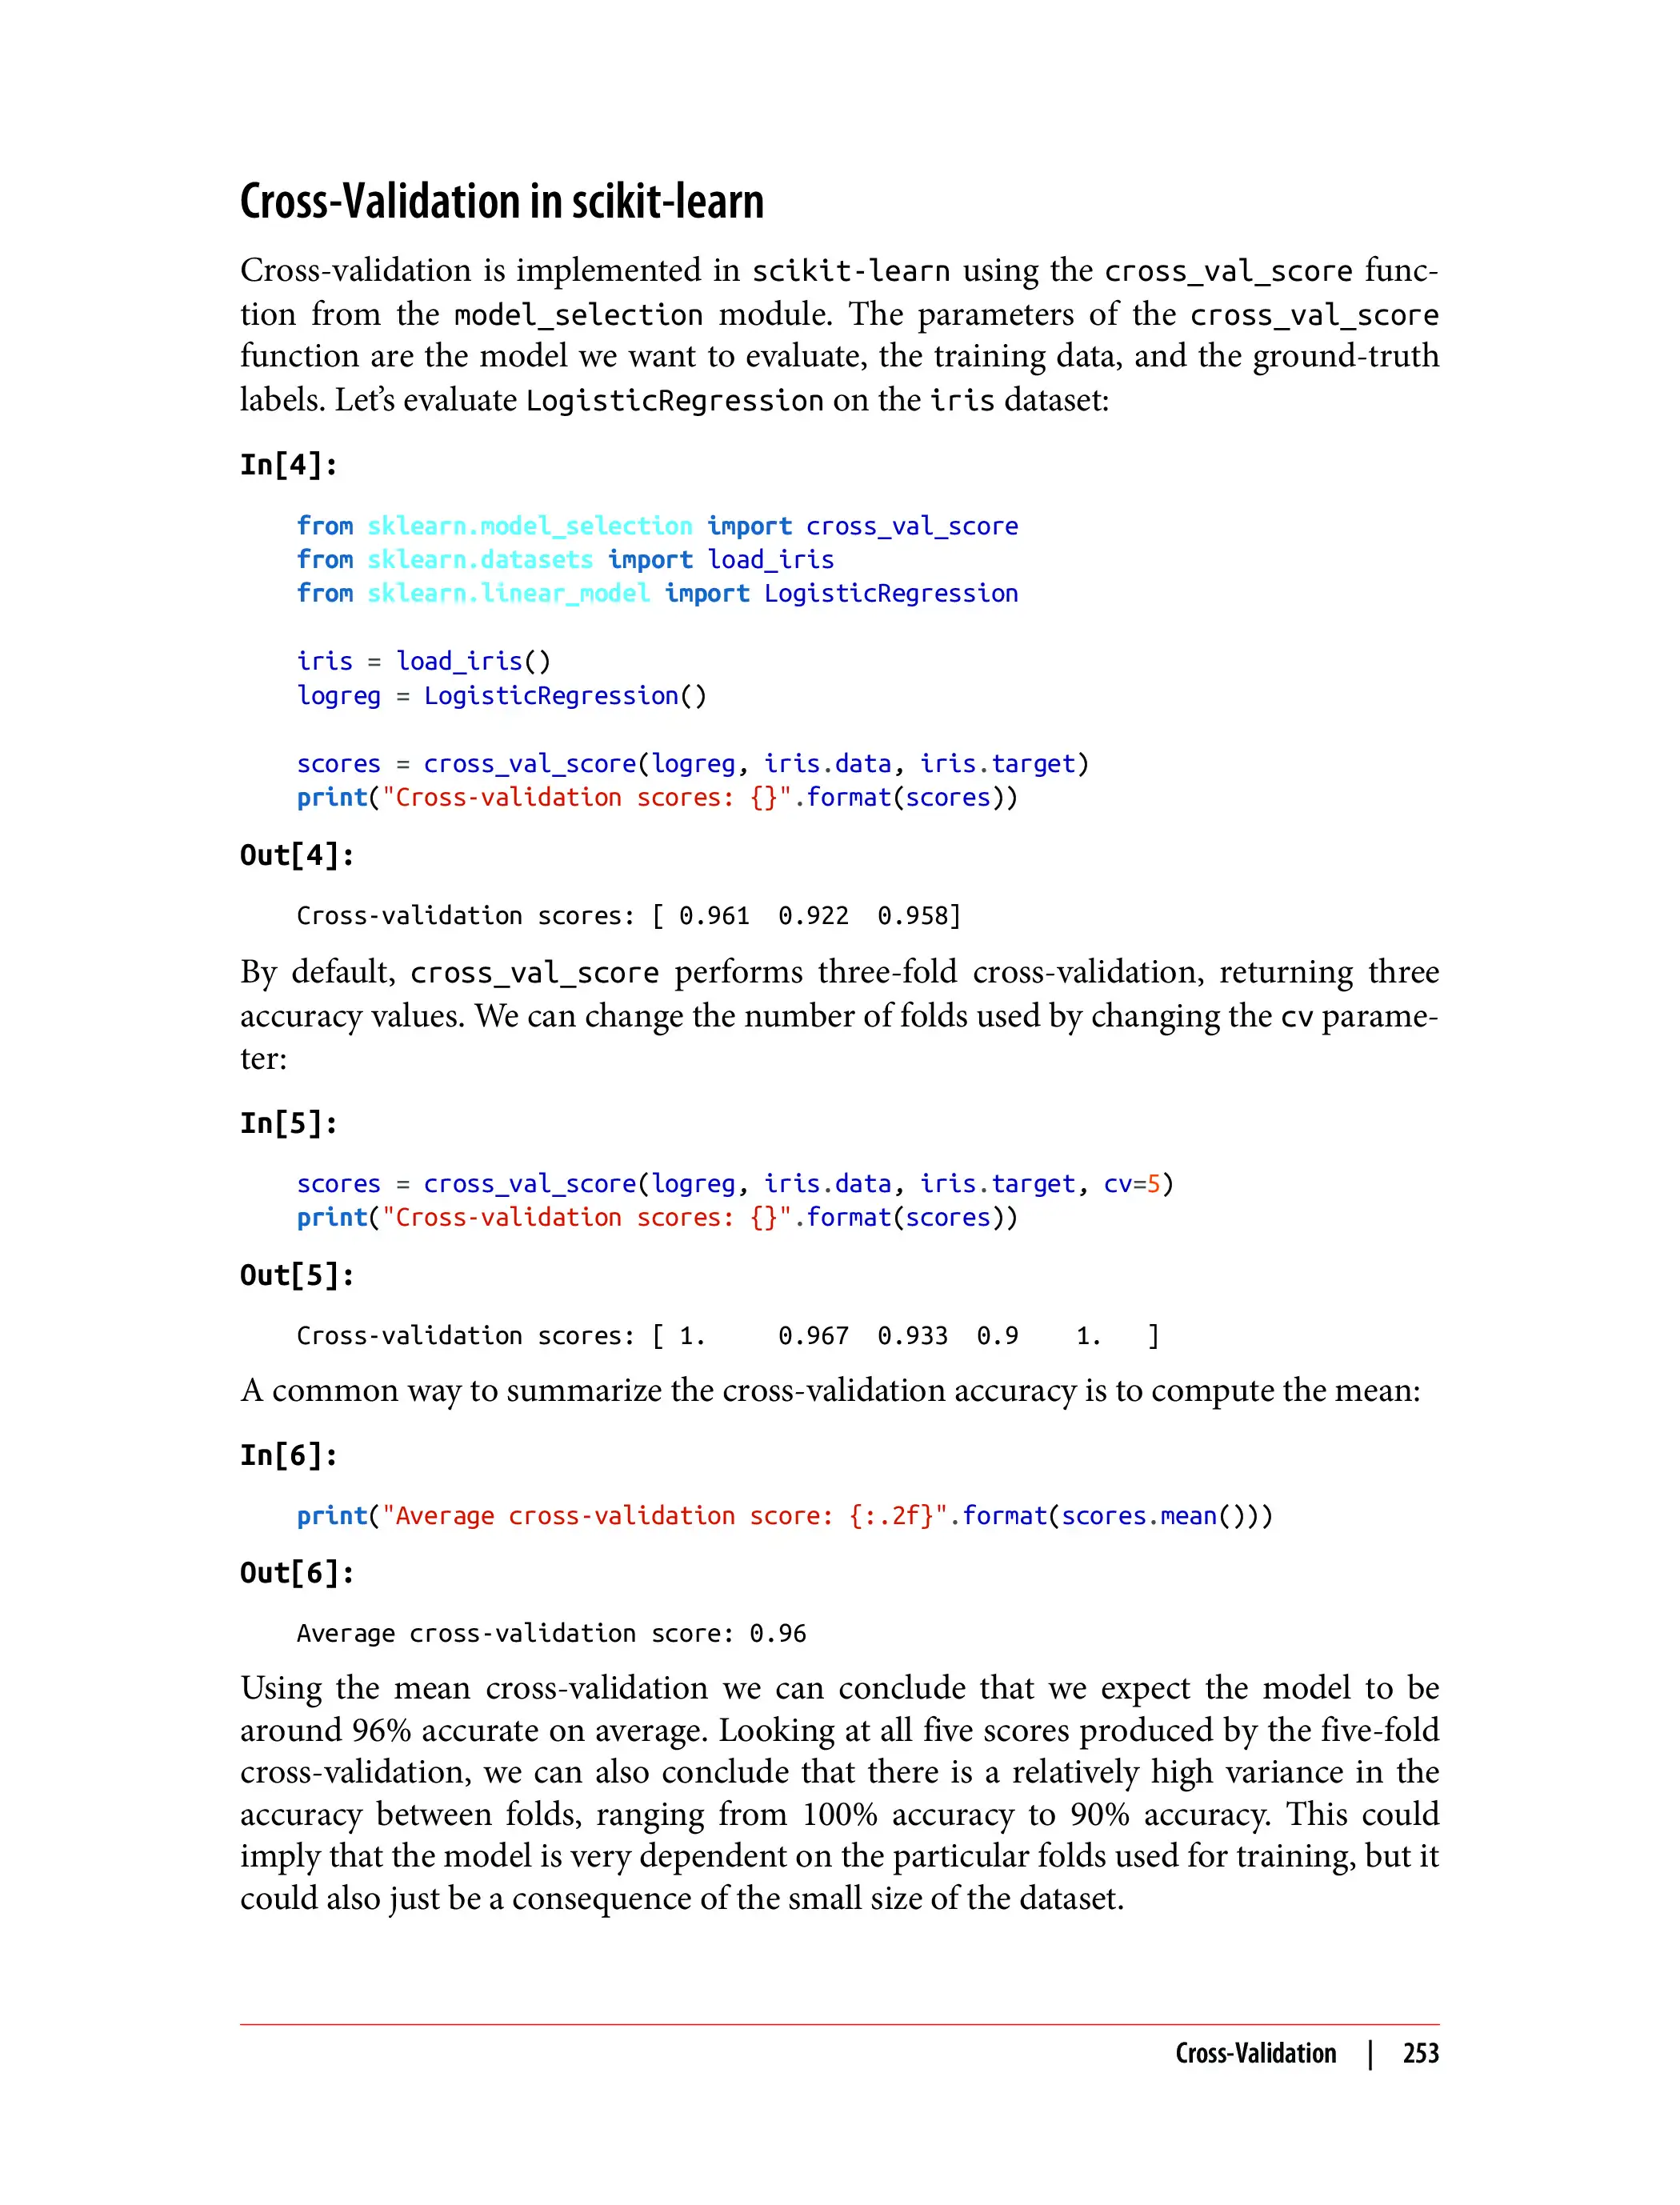 Cross-Validation in scikit-learn
Cross-validation is implemented in scikit-learn using the cross_val_score func-
tion from the model_selection module. The parameters of the cross_val_score
function are the model we want to evaluate, the training data, and the ground-truth
labels. Let’s evaluate LogisticRegression on the iris dataset:
In[4]:
from sklearn.model_selection import cross_val_score
from sklearn.datasets import load_iris
from sklearn.linear_model import LogisticRegression
iris = load_iris()
logreg = LogisticRegression()
scores = cross_val_score(logreg, iris.data, iris.target)
print("Cross-validation scores: {}".format(scores))
Out[4]:
Cross-validation scores: [ 0.961  0.922  0.958]
By default, cross_val_score performs three-fold cross-validation, returning three
accuracy values. We can change the number of folds used by changing the cv parame-
ter:
In[5]:
scores = cross_val_score(logreg, iris.data, iris.target, cv=5)
print("Cross-validation scores: {}".format(scores))
Out[5]:
Cross-validation scores: [ 1.     0.967  0.933  0.9    1.   ]
A common way to summarize the cross-validation accuracy is to compute the mean:
In[6]:
print("Average cross-validation score: {:.2f}".format(scores.mean()))
Out[6]:
Average cross-validation score: 0.96
Using the mean cross-validation we can conclude that we expect the model to be
around 96% accurate on average. Looking at all five scores produced by the five-fold
cross-validation, we can also conclude that there is a relatively high variance in the
accuracy between folds, ranging from 100% accuracy to 90% accuracy. This could
imply that the model is very dependent on the particular folds used for training, but it
could also just be a consequence of the small size of the dataset.
Cross-Validation | 253